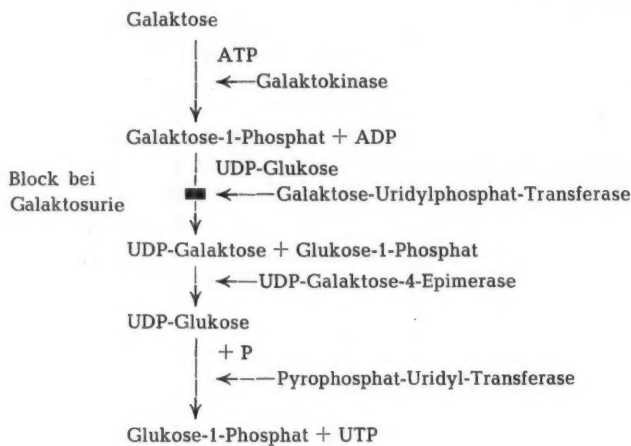 Galaktose
ATP
Galaktokinase
Galaktose-1-Phosphat + ADP
UDP-Glukose
Block bei
Galaktosurie
Galaktose-Uridylphosphat-Transferase
UDP-Galaktose + Glukose-1-Phosphat
UDP-Galaktose-4-Epimerase
UDP-Glukose
+ P
Pyrophosphat-Uridyl-Transferase
Glukose-1-Phosphat + UTP